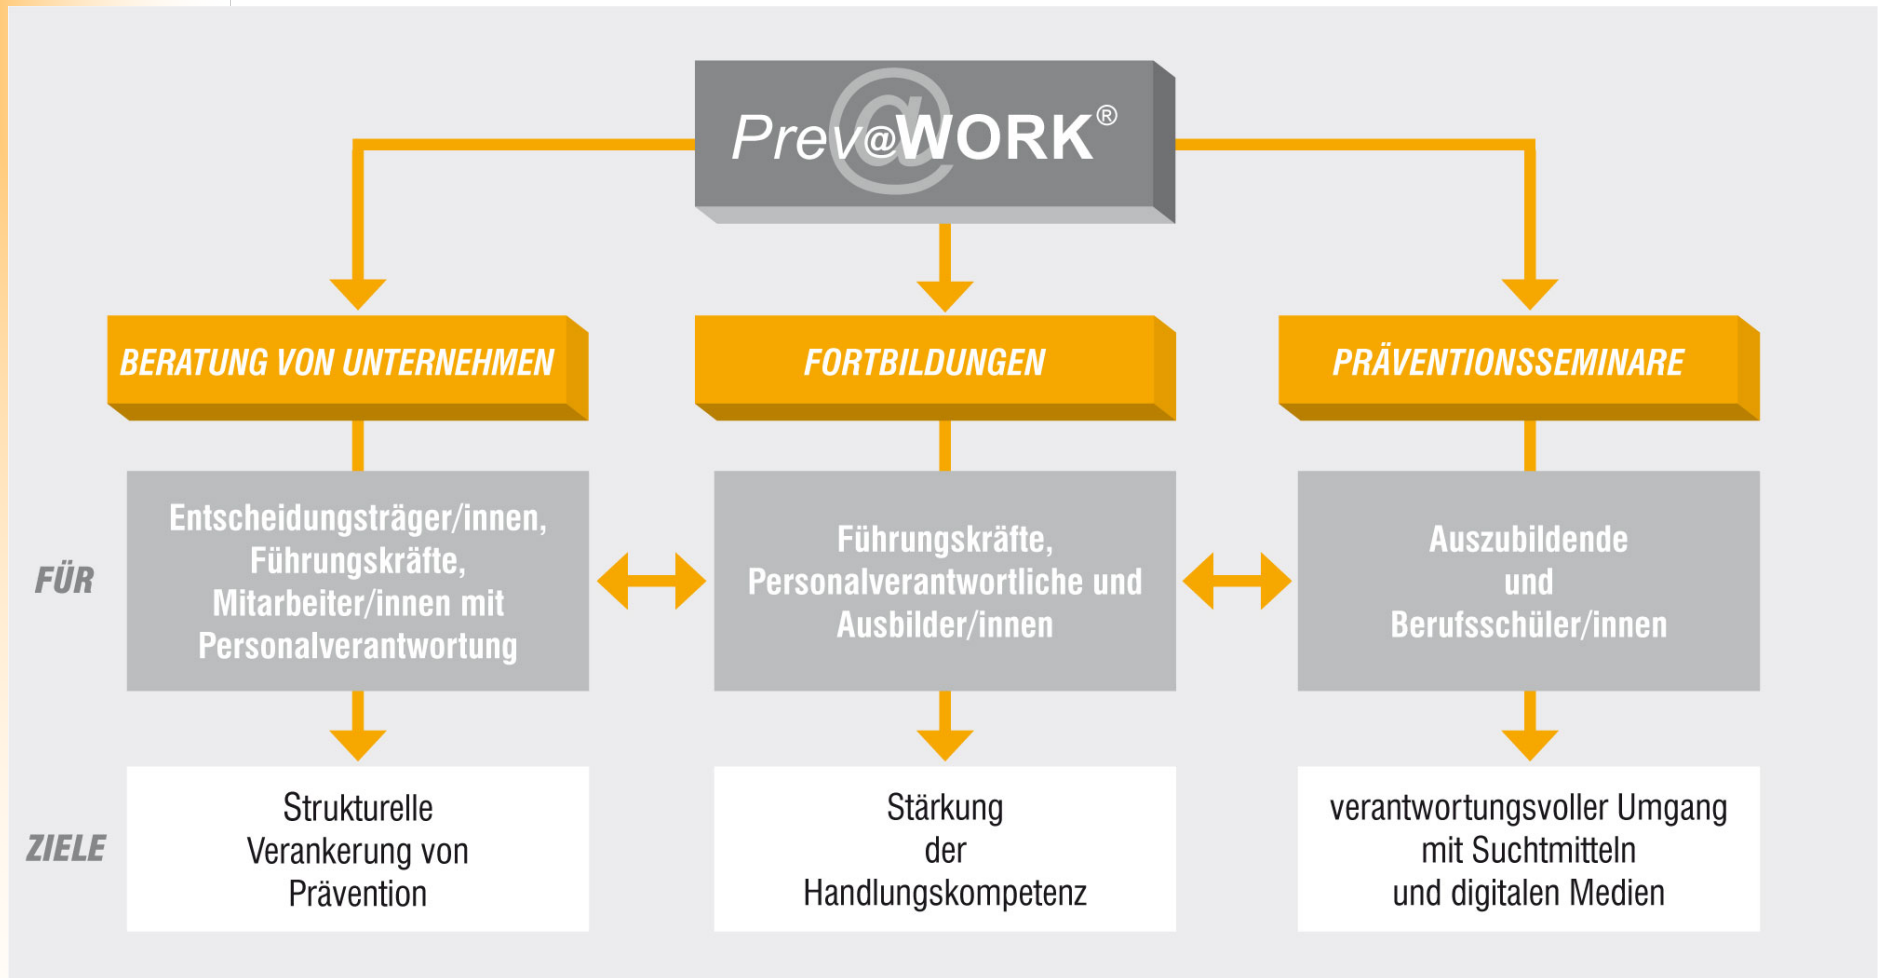 Prev@WORK®
BERATUNG VON UNTERNEHMEN
FORTBILDUNGEN
PRÄVENTIONSSEMINARE
FÜR
Entscheidungsträger/innen,
Führungskräfte,
Mitarbeiter/innen mit
Personalverantwortung
Führungskräfte,
Personalverantwortliche und
Ausbilder/innen
Auszubildende
und
Berufsschüler/innen
ZIELE
Strukturelle
Verankerung von
Prävention
Stärkung
der
Handlungskompetenz
verantwortungsvoller Umgang
mit Suchtmitteln
und digitalen Medien